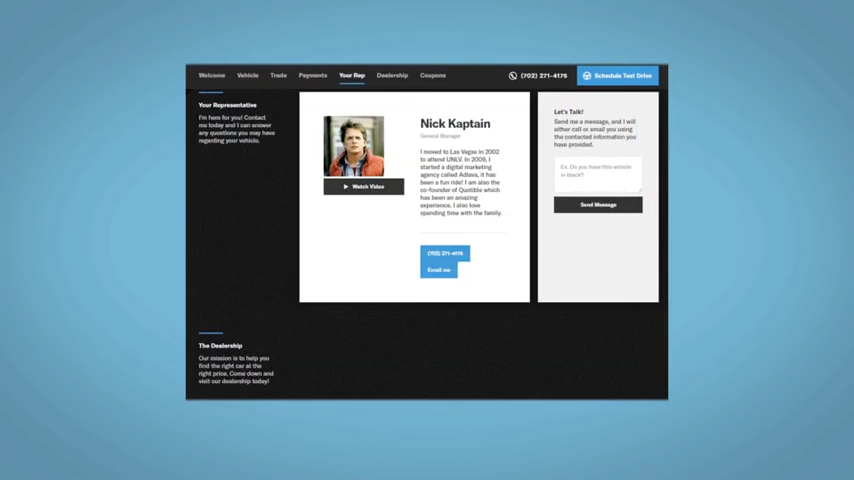 Welcome Vehicle Trade Payments Your Rep Dealership Coupons (702) 271-4175 Schedule Test Drive
Your Representative
I'm here for you! Contact
me today and I can answer
any questions you may have
regarding your vehicle.
Watch Video
Nick Kaptain
General Manager
I moved to Las Vegas in 2002
to attend UNLV. In 2009, I
started a digital marketing
agency called Adlava, it has
been a fun ride! I am also the
co-founder of Quotible which
has been an amazing
experience. I also love
spending time with the family.
(702) 271-4175
Email me
Let's Talk!
Send me a message, and I will
either call or email you using
the contacted information you
have provided.
Ex. Do you have this vehicle
in black?
Send Message
The Dealership
Our mission is to help you
find the right car at the
right price. Come down and
visit our dealership today!